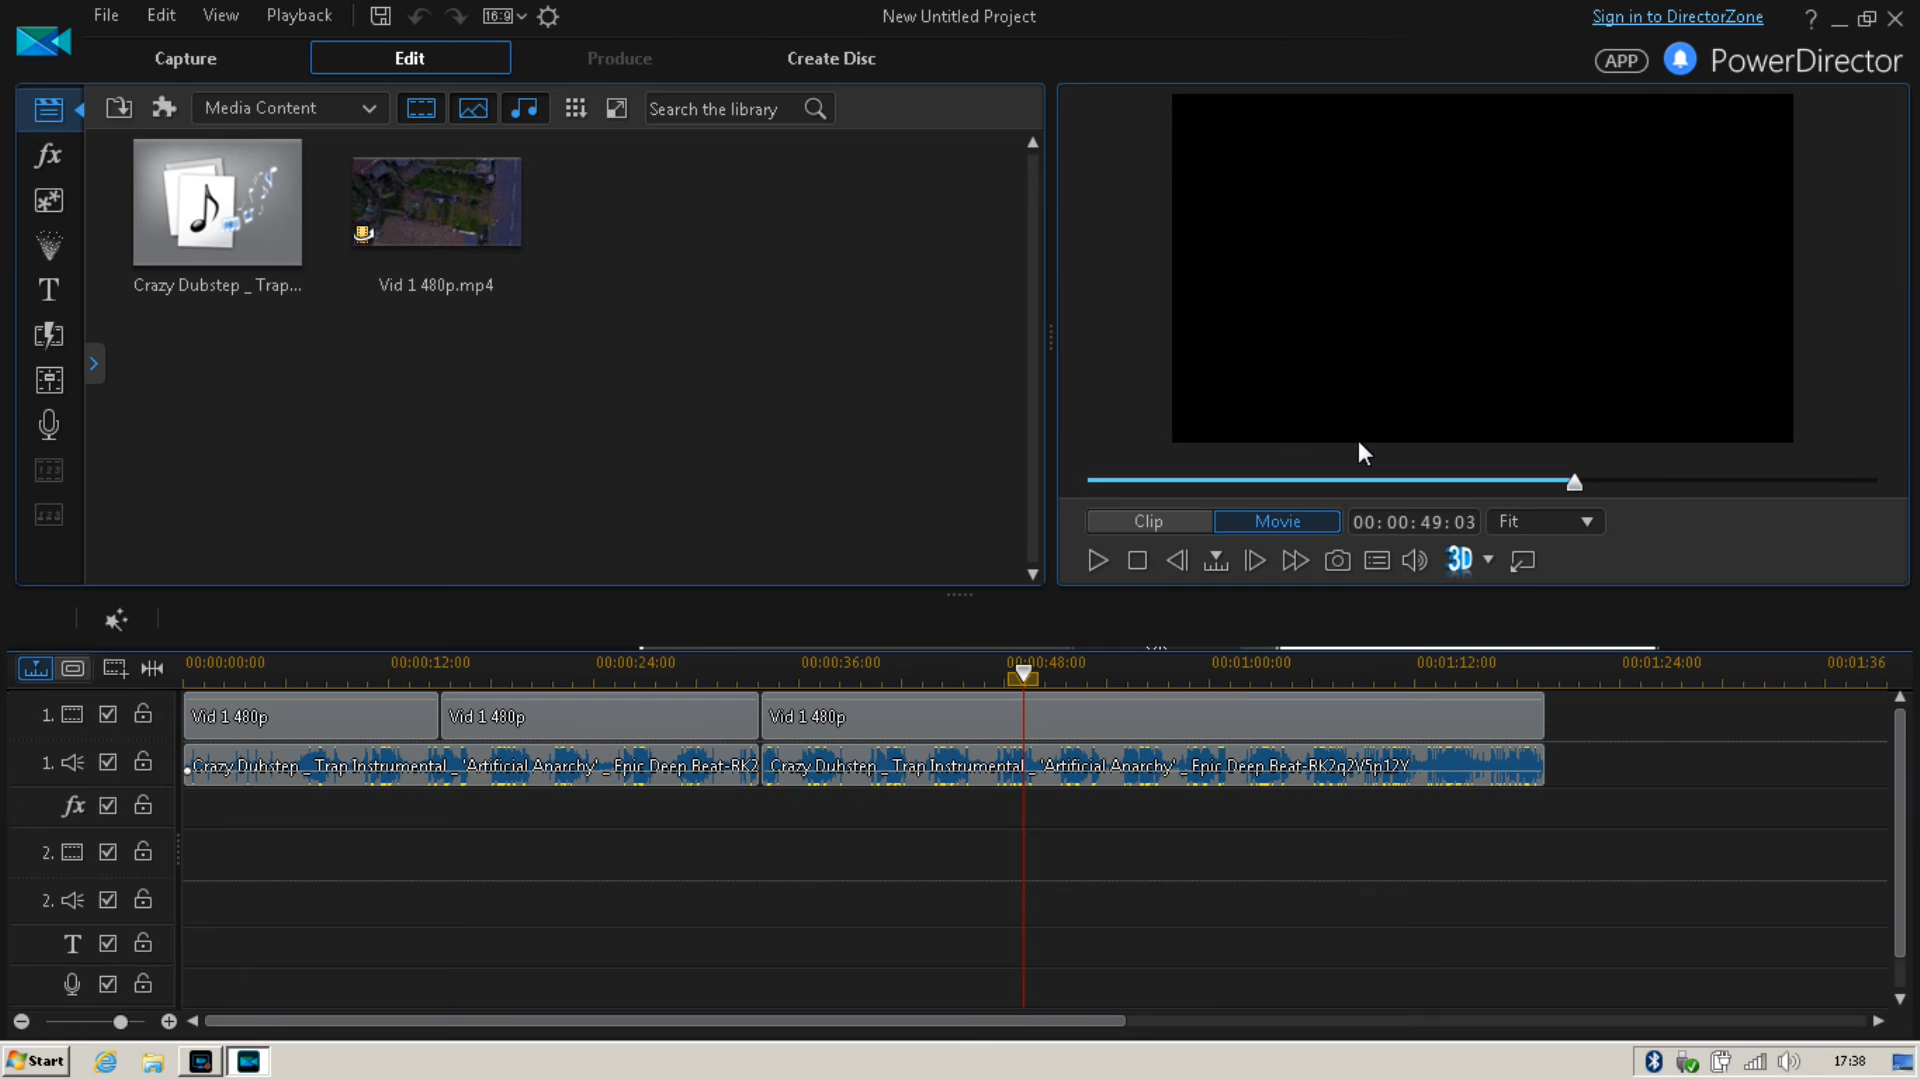 File Edit View Playback 16:9 New Untitled Project Sign in to DirectorZone ?
Capture Edit Produce Create Disc APP PowerDirector
Media Content Search the library
fx
T
Crazy Dubstep _ Trap... Vid 1 480p.mp4
Clip Movie 00:00:49:03 Fit
3D
00:00:00:00 00:00:12:00 00:00:24:00 00:00:36:00 00:00:48:00 00:01:00:00 00:01:12:00 00:01:24:00 00:01:36
1. Vid 1 480p Vid 1 480p Vid 1 480p
1. Crazy Dubstep _ Trap Instrumental _ 'Artificial Anarchy' _ Epic Deep Beat-RK2 Crazy Dubstep _ Trap Instrumental _ 'Artificial Anarchy' _ Epic Deep Beat-RK2q2V5p12Y
fx
2.
2.
T
Start 17:38